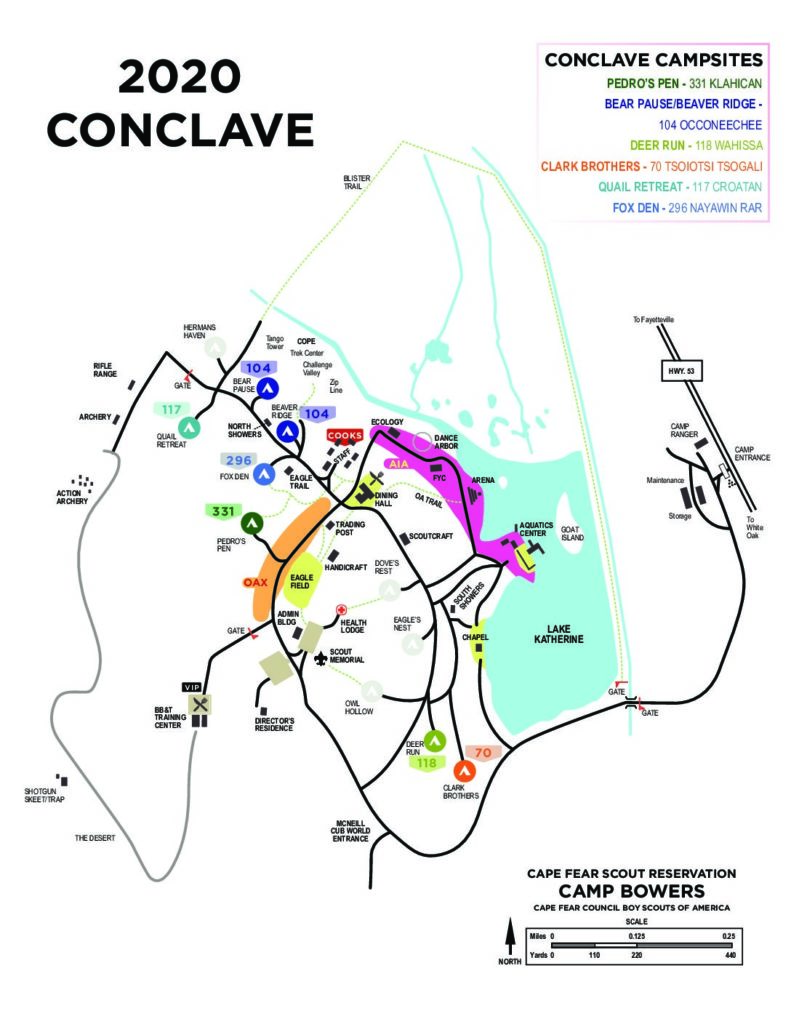 2020
CONCLAVE
CONCLAVE CAMPSITES
PEDRO'S PEN - 331 KLAHICAN
BEAR PAUSE/BEAVER RIDGE -
104 OCCONEECHEE
DEER RUN - 118 WAHISSA
CLARK BROTHERS - 70 TSOIOTSI TSOGALI
QUAIL RETREAT - 117 CROATAN
FOX DEN - 296 NAYAWIN RAR
BLISTER
TRAIL
To Fayetteville
HWY. 53
HERMANS
HAVEN
Tango
Tower
COPE
Trek Center
Challenge
Valley
Zip
Line
RIFLE
RANGE
GATE
104
BEAR
PAUSE
ARCHERY
117
QUAIL
RETREAT
BEAVER
RIDGE
104
NORTH
SHOWERS
COOKS
STAFF
ECOLOGY
DANCE
ARBOR
CAMP
RANGER
CAMP
ENTRANCE
Maintenance
Storage
To
White
Oak
296
FOX DEN
EAGLE
TRAIL
AIA
FYC
ARENA
ACTION
ARCHERY
DINING
HALL
OA TRAIL
331
PEDRO'S
PEN
TRADING
POST
SCOUTCRAFT
AQUATICS
CENTER
GOAT
ISLAND
HANDICRAFT
DOVE'S
REST
OAX
EAGLE
FIELD
SOUTH
SHOWERS
ADMIN
BLDG
HEALTH
LODGE
EAGLE'S
NEST
GATE
CHAPEL
LAKE
KATHERINE
SCOUT
MEMORIAL
VIP
BB&T
TRAINING
CENTER
OWL
HOLLOW
DIRECTOR'S
RESIDENCE
GATE
GATE
DEER
RUN
118
70
CLARK
BROTHERS
SHOTGUN
SKEET/TRAP
THE DESERT
MCNEILL
CUB WORLD
ENTRANCE
CAPE FEAR SCOUT RESERVATION
CAMP BOWERS
CAPE FEAR COUNCIL BOY SCOUTS OF AMERICA
SCALE
Miles 0 0.125 0.25
Yards 0 110 220 440
NORTH